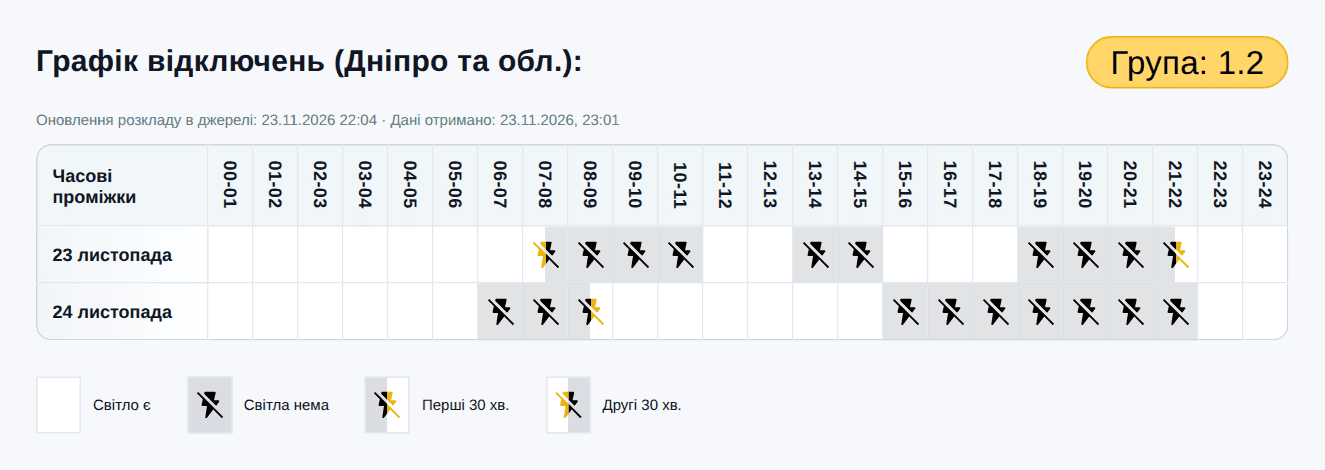 Графік відключень (Дніпро та обл.):
Група: 1.2
Оновлення розкладу в джерелі: 23.11.2026 22:04 · Дані отримано: 23.11.2026, 23:01
Часові
проміжки
00-01
01-02
02-03
03-04
04-05
05-06
06-07
07-08
08-09
09-10
10-11
11-12
12-13
13-14
14-15
15-16
16-17
17-18
18-19
19-20
20-21
21-22
22-23
23-24
23 листопада
24 листопада
Світло є
Світла нема
Перші 30 хв.
Другі 30 хв.